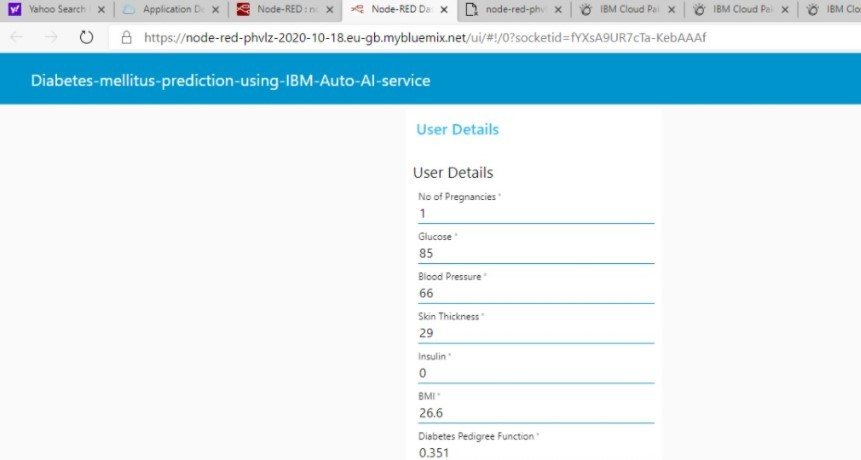 Yahoo Search
Application D
Node-RED : n
Node-RED Da
node-red-phv
IBM Cloud Pa
IBM Cloud Pa
IBM Clo
https://node-red-phvlz-2020-10-18.eu-gb.mybluemix.net/ui/#!/0?socketid=fYXsA9UR7cTa-KebAAAf
Diabetes-mellitus-prediction-using-IBM-Auto-AI-service
User Details
User Details
No of Pregnancies *
1
Glucose *
85
Blood Pressure *
66
Skin Thickness *
29
Insulin *
0
BMI *
26.6
Diabetes Pedigree Function *
0.351